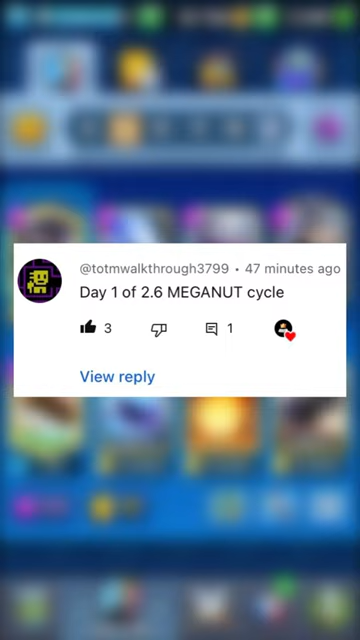 @totmwalkthrough3799 • 47 minutes ago
Day 1 of 2.6 MEGANUT cycle
3 1
View reply